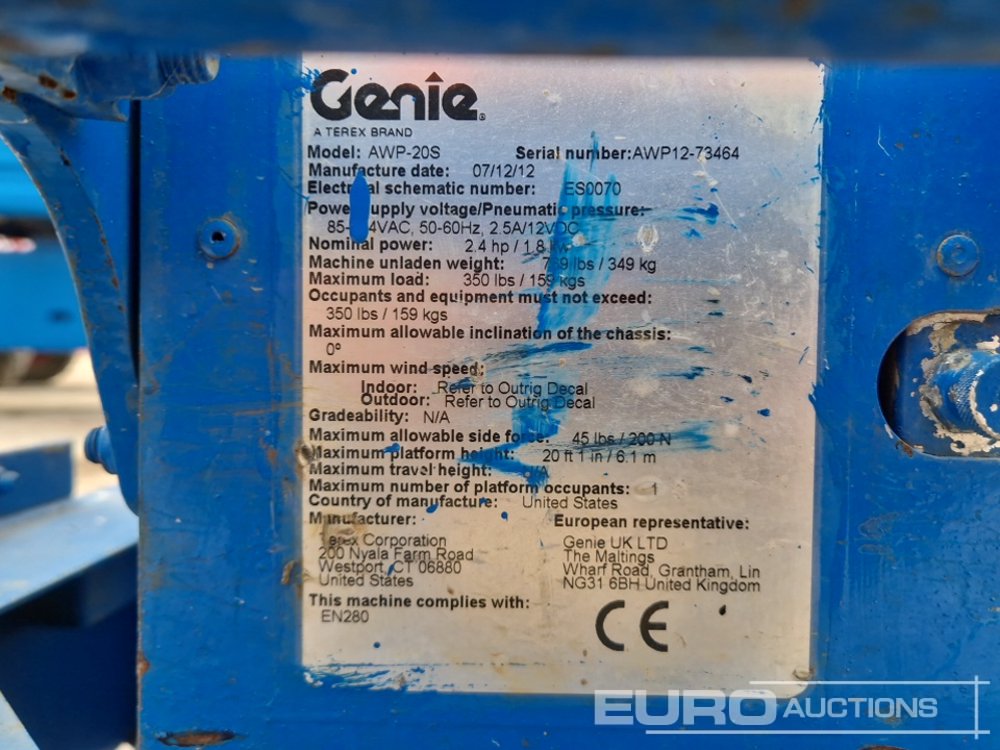 Genie
A TEREX BRAND
Model: AWP-20S Serial number:AWP12-73464
Manufacture date: 07/12/12
Electrical schematic number: ES0070
Power supply voltage/Pneumatic pressure:
50-60Hz, 2.5A/12VDC
Nominal power: 2.4 hp / 1.8
Machine unladen weight: lbs / 349 kg
Maximum load: 350 lbs / 159 kgs
Occupants and equipment must not exceed:
350 lbs / 159 kgs
Maximum allowable inclination of the chassis:
0º
Maximum wind speed:
Indoor: Refer to Outrig Decal
Outdoor: Refer to Outrig Decal
Gradeability: N/A
Maximum allowable side force: 45 lbs / 200 N
Maximum platform height: 20 ft 1 in / 6.1 m
Maximum travel height:
Maximum number of platform occupants: 1
Country of manufacture: United States
Manufacturer: European representative:
Terex Corporation Genie UK LTD
200 Nyala Farm Road The Maltings
Westport, CT 06880 Wharf Road, Grantham, Lin
United States NG31 6BH United Kingdom
This machine complies with:
EN280
CE
EURO AUCTIONS